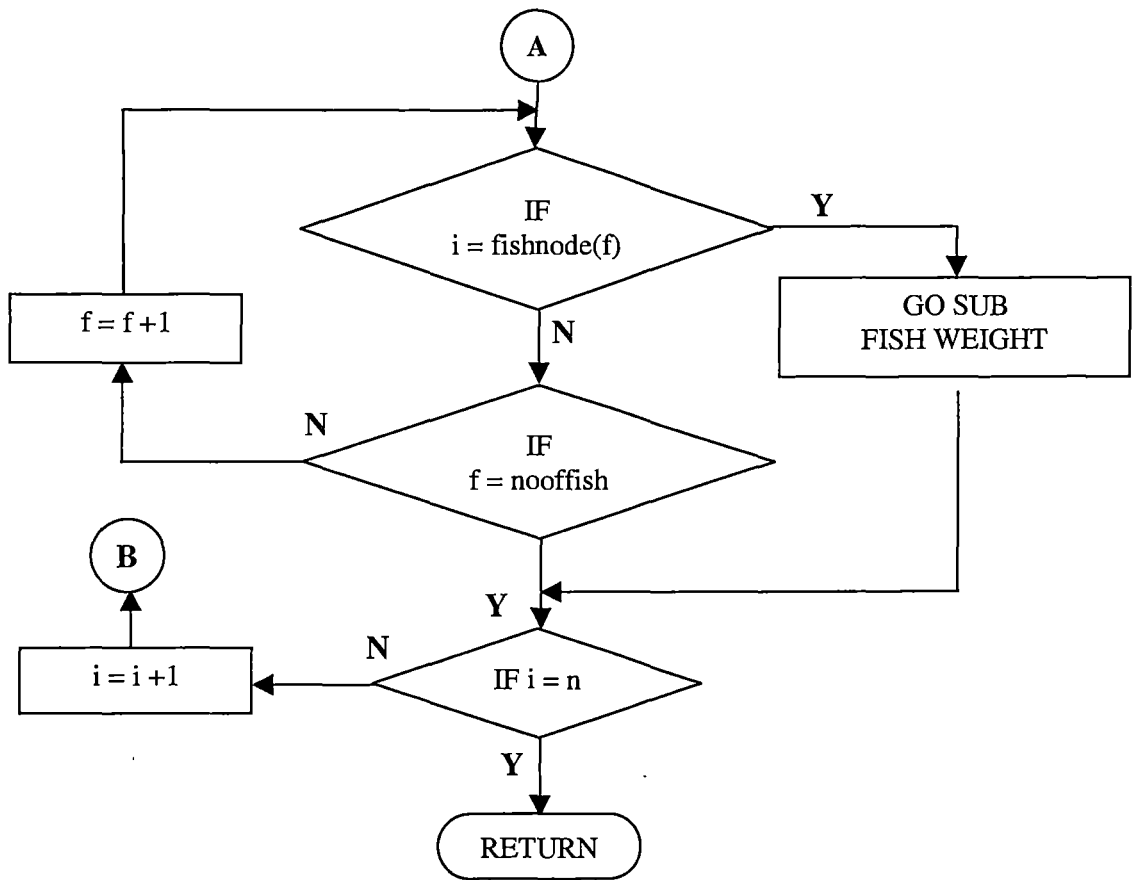 A
IF
i = fishnode(f)
Y
GO SUB
FISH WEIGHT
f = f +1
N
N
IF
f = nooffish
B
Y
N
i = i +1
IF i = n
Y
RETURN